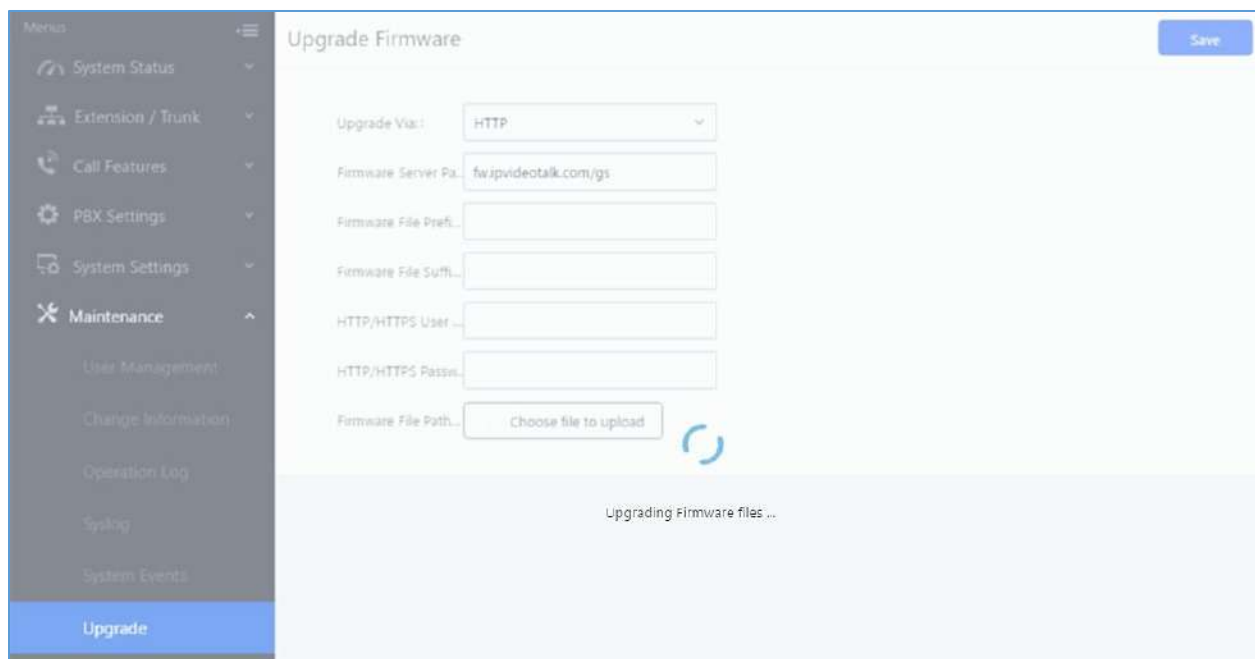 Menus
System Status
Extension / Trunk
Call Features
PBX Settings
System Settings
Maintenance
User Management
Change Information
Operation Log
Syslog
System Events
Upgrade
Upgrade Firmware
Save
Upgrade Via: HTTP
Firmware Server Pa... fw.ipvideotalk.com/gs
Firmware File Prefi...
Firmware File Suffi...
HTTP/HTTPS User ...
HTTP/HTTPS Passw...
Firmware File Path... Choose file to upload
Upgrading Firmware files ...